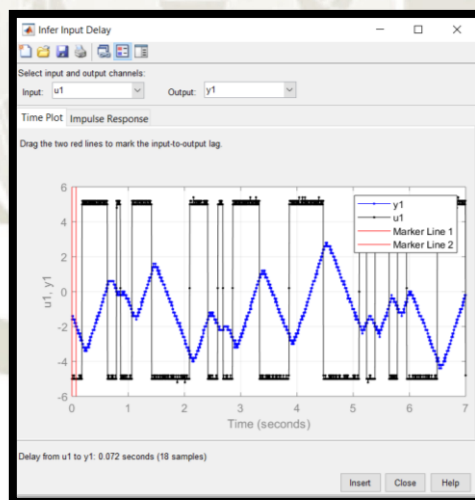 Infer Input Delay
Select input and output channels:
Input: u1 Output: y1
Time Plot Impulse Response
Drag the two red lines to mark the input-to-output lag.
6
4
2
0
-2
-4
-6
u1, y1
y1
u1
Marker Line 1
Marker Line 2
0 1 2 3 4 5 6 7
Time (seconds)
Delay from u1 to y1: 0.072 seconds (18 samples)
Insert Close Help